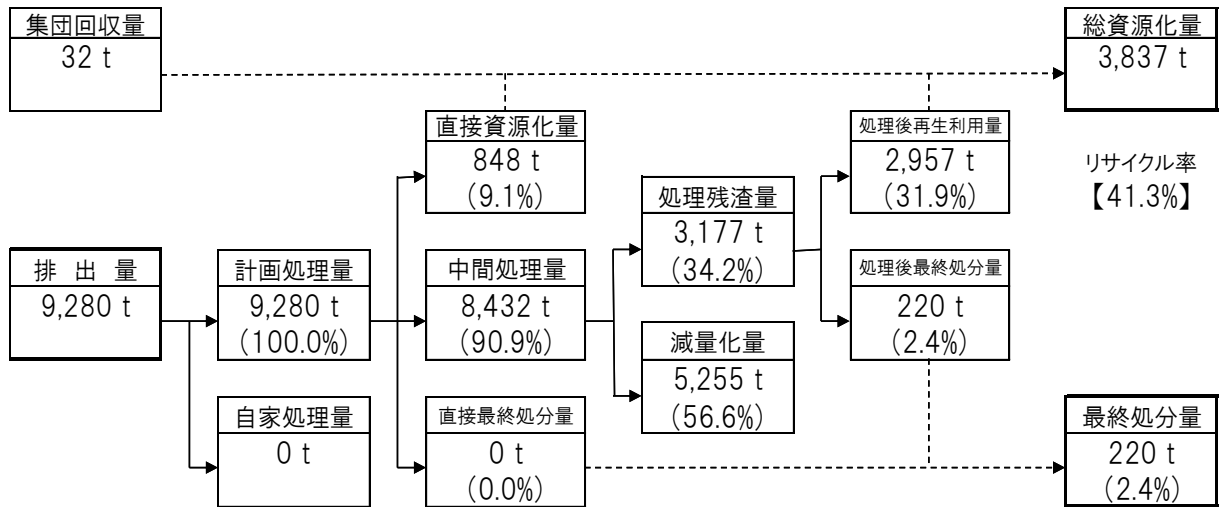 集団回収量
32 t
総資源化量
3,837 t
直接資源化量
848 t
(9.1%)
処理後再生利用量
2,957 t
(31.9%)
リサイクル率
【41.3%】
処理残渣量
3,177 t
(34.2%)
排 出 量
9,280 t
計画処理量
9,280 t
(100.0%)
中間処理量
8,432 t
(90.9%)
処理後最終処分量
220 t
(2.4%)
減量化量
5,255 t
(56.6%)
自家処理量
0 t
直接最終処分量
0 t
(0.0%)
最終処分量
220 t
(2.4%)